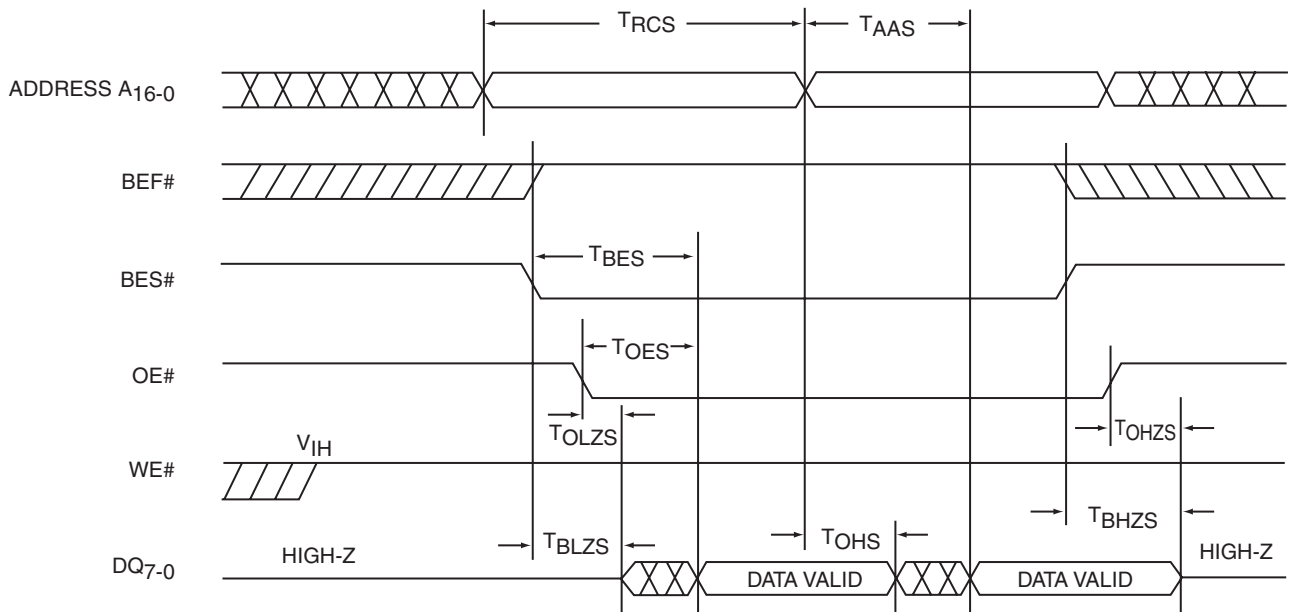 TRCS TAAS
ADDRESS A16-0
BEF#
TBES
BES#
TOES
OE#
TOLZS TOHZS
VIH
WE#
TBLZS TOHS TBHZS
HIGH-Z HIGH-Z
DQ7-0 DATA VALID DATA VALID